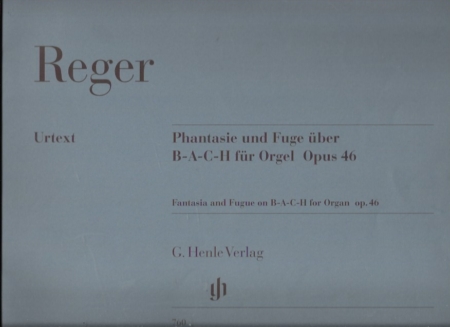 Reger
Urtext
Phantasie und Fuge über
B-A-C-H für Orgel Opus 46
Fantasia and Fugue on B-A-C-H for Organ op. 46
G. Henle Verlag